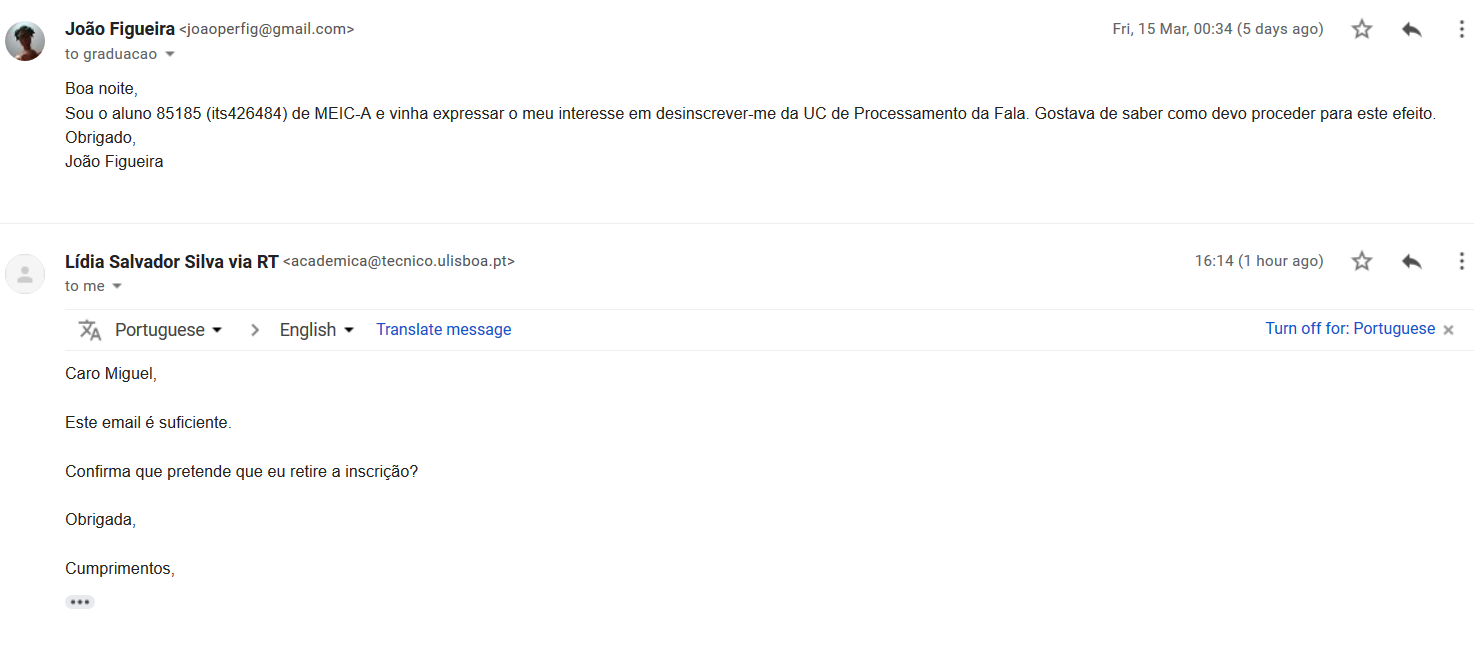 João Figueira <joaoperfig@gmail.com> Fri, 15 Mar, 00:34 (5 days ago)
to graduacao
Boa noite,
Sou o aluno 85185 (its426484) de MEIC-A e vinha expressar o meu interesse em desinscrever-me da UC de Processamento da Fala. Gostava de saber como devo proceder para este efeito.
Obrigado,
João Figueira
Lídia Salvador Silva via RT <academica@tecnico.ulisboa.pt> 16:14 (1 hour ago)
to me
Portuguese > English Translate message Turn off for: Portuguese
Caro Miguel,
Este email é suficiente.
Confirma que pretende que eu retire a inscrição?
Obrigada,
Cumprimentos,